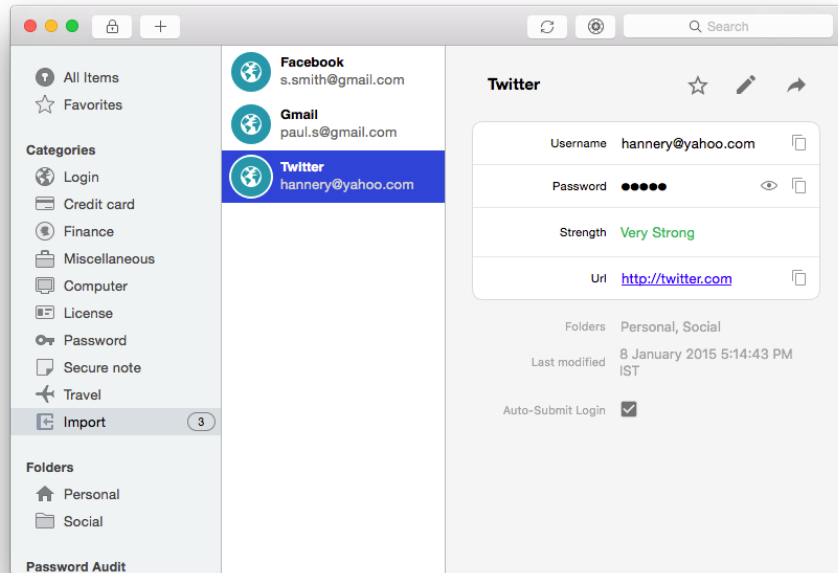 Search
All Items
Favorites
Categories
Login
Credit card
Finance
Miscellaneous
Computer
License
Password
Secure note
Travel
Import 3
Folders
Personal
Social
Password Audit
Facebook
s.smith@gmail.com
Gmail
paul.s@gmail.com
Twitter
hannery@yahoo.com
Twitter
Username hannery@yahoo.com
Password ●●●●●
Strength Very Strong
Url http://twitter.com
Folders Personal, Social
Last modified 8 January 2015 5:14:43 PM
IST
Auto-Submit Login